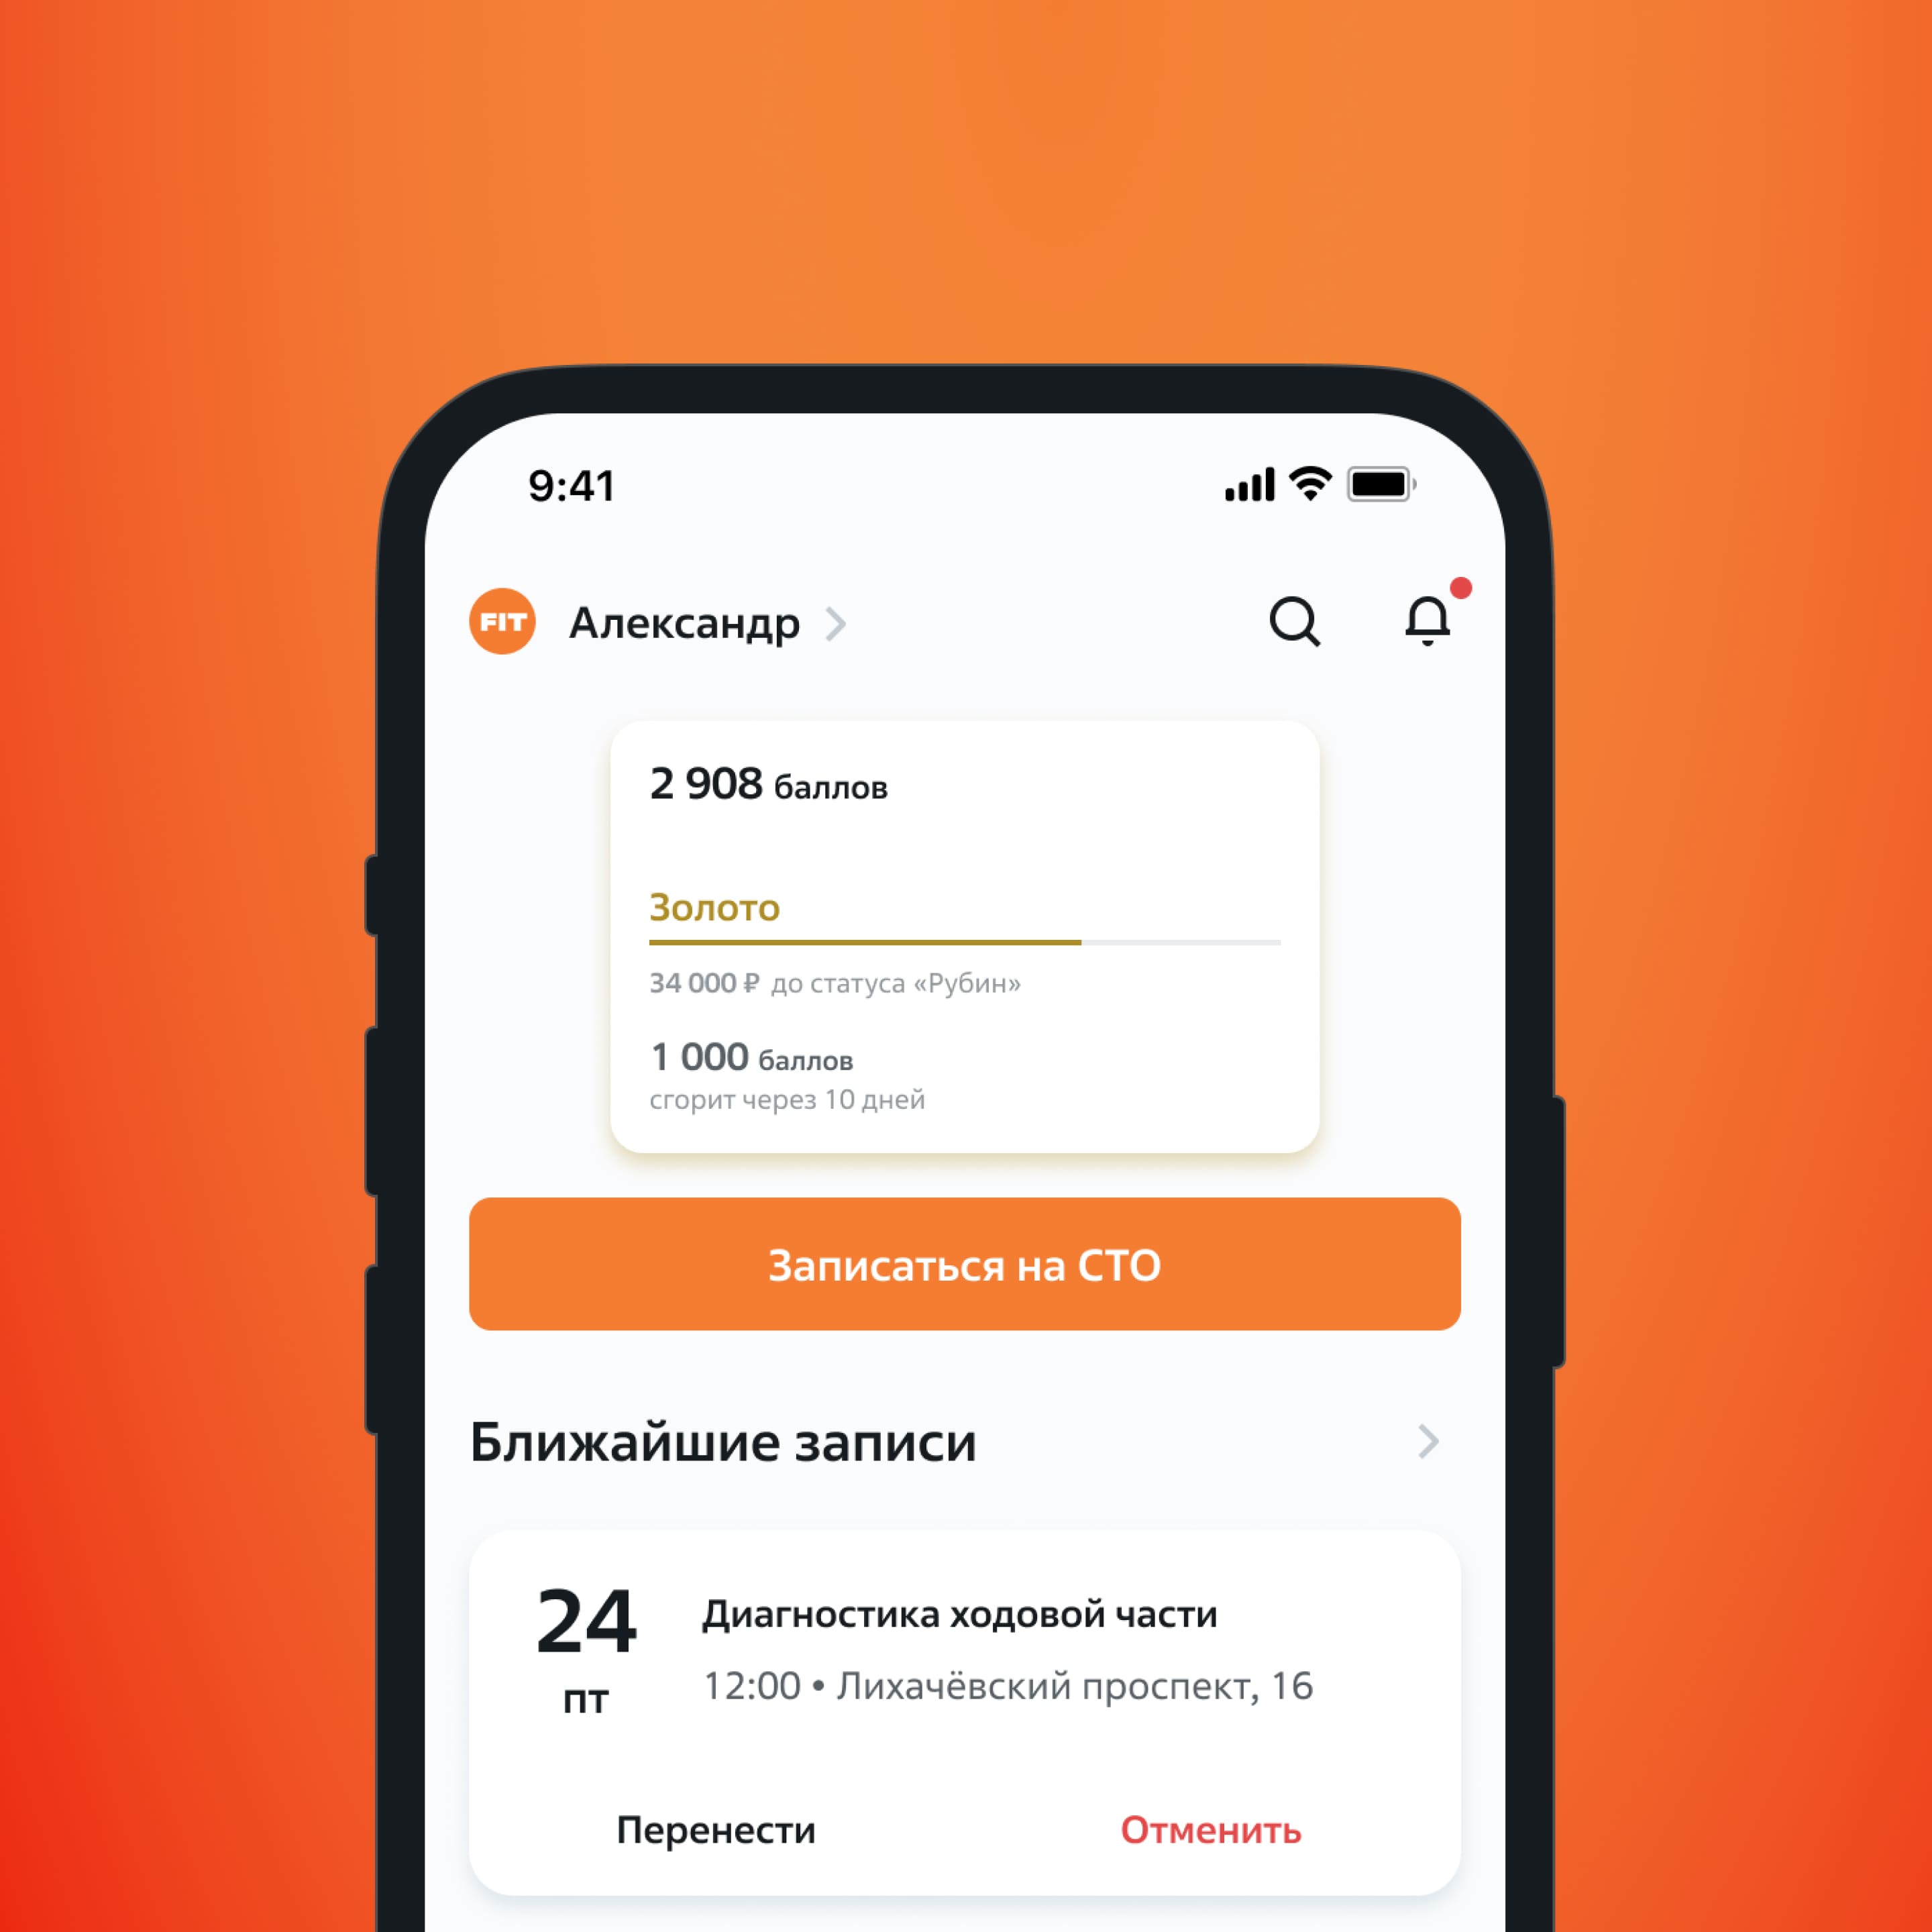 9:41
FIT Александр
2 908 баллов
Золото
34 000 ₽ до статуса «Рубин»
1 000 баллов
сгорит через 10 дней
Записаться на СТО
Ближайшие записи
24
пт
Диагностика ходовой части
12:00 • Лихачёвский проспект, 16
Перенести
Отменить